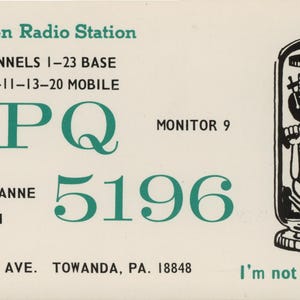 n Radio Station
NNELS 1–23 BASE
-11–13–20 MOBILE
PQ
MONITOR 9
ANNE
5196
AVE. TOWANDA, PA. 18848
I'm not